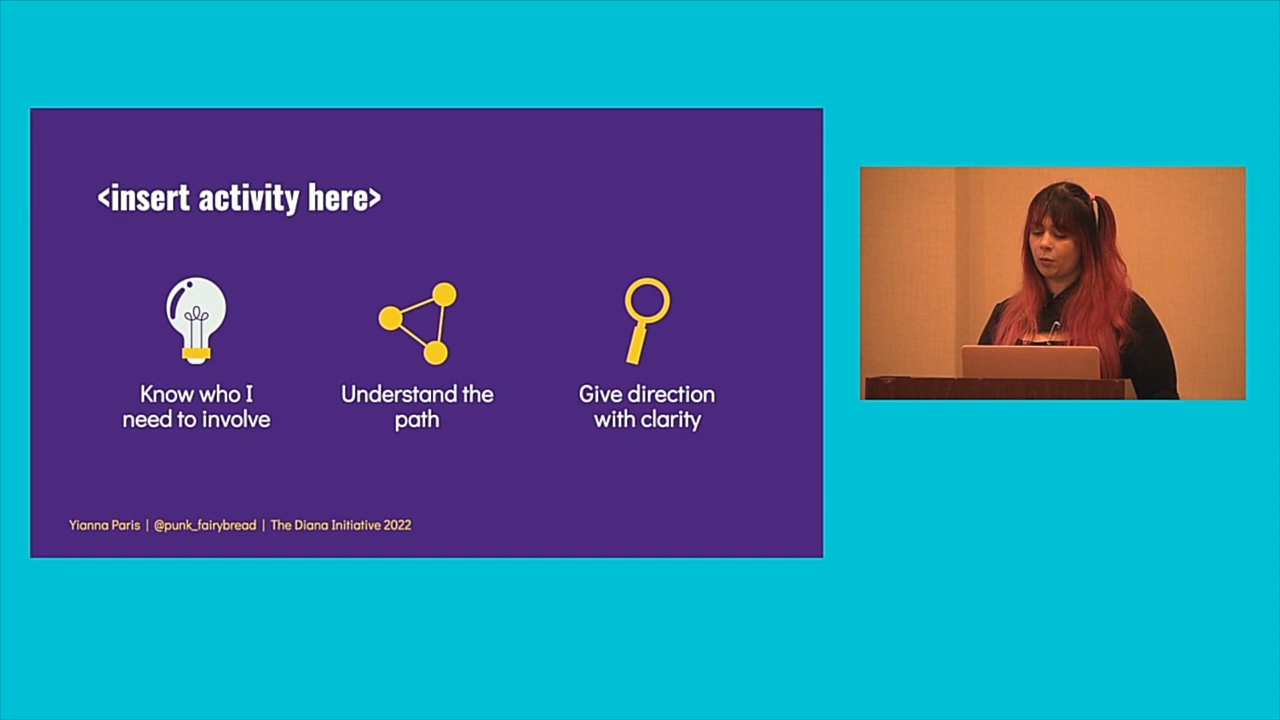 <insert activity here>
Know who I
need to involve
Understand the
path
Give direction
with clarity
Yianna Paris | @punk_fairybread | The Diana Initiative 2022